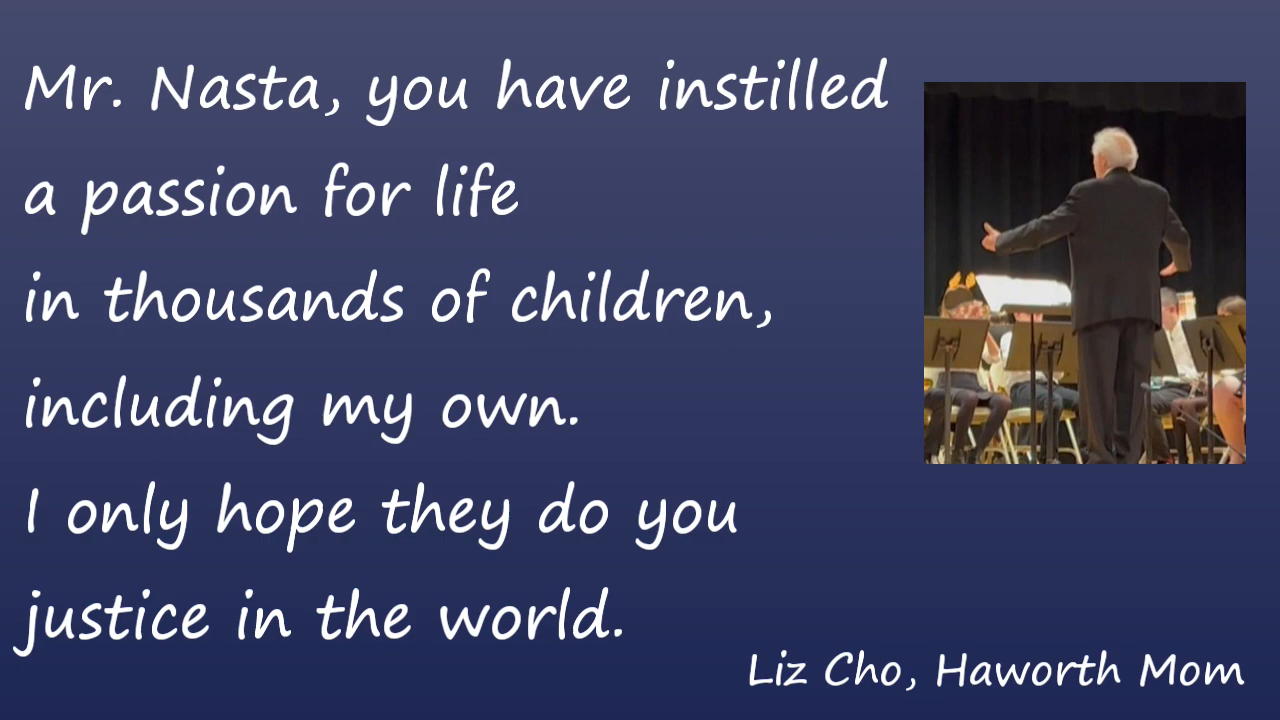 Mr. Nasta, you have instilled
a passion for life
in thousands of children,
including my own.
I only hope they do you
justice in the world.
Liz Cho, Haworth Mom